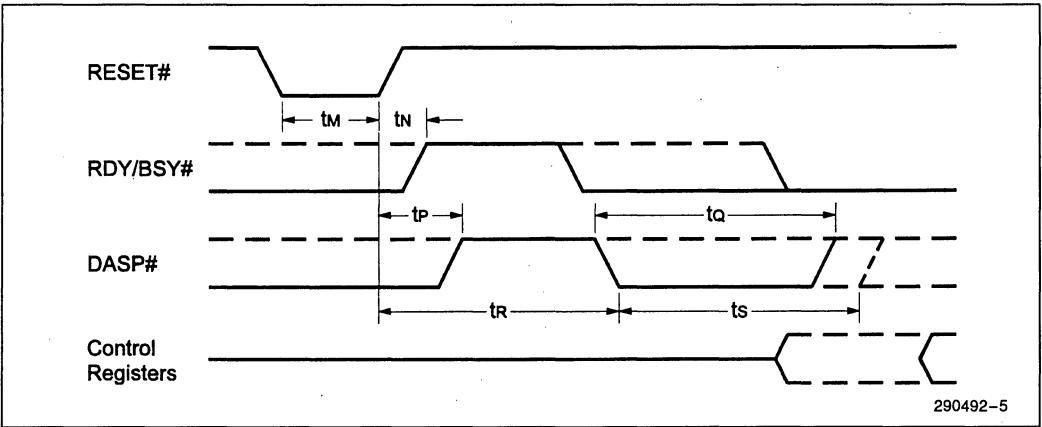 RESET#
tM
tN
RDY/BSY#
tP
tQ
DASP#
tR
tS
Control
Registers
290492-5